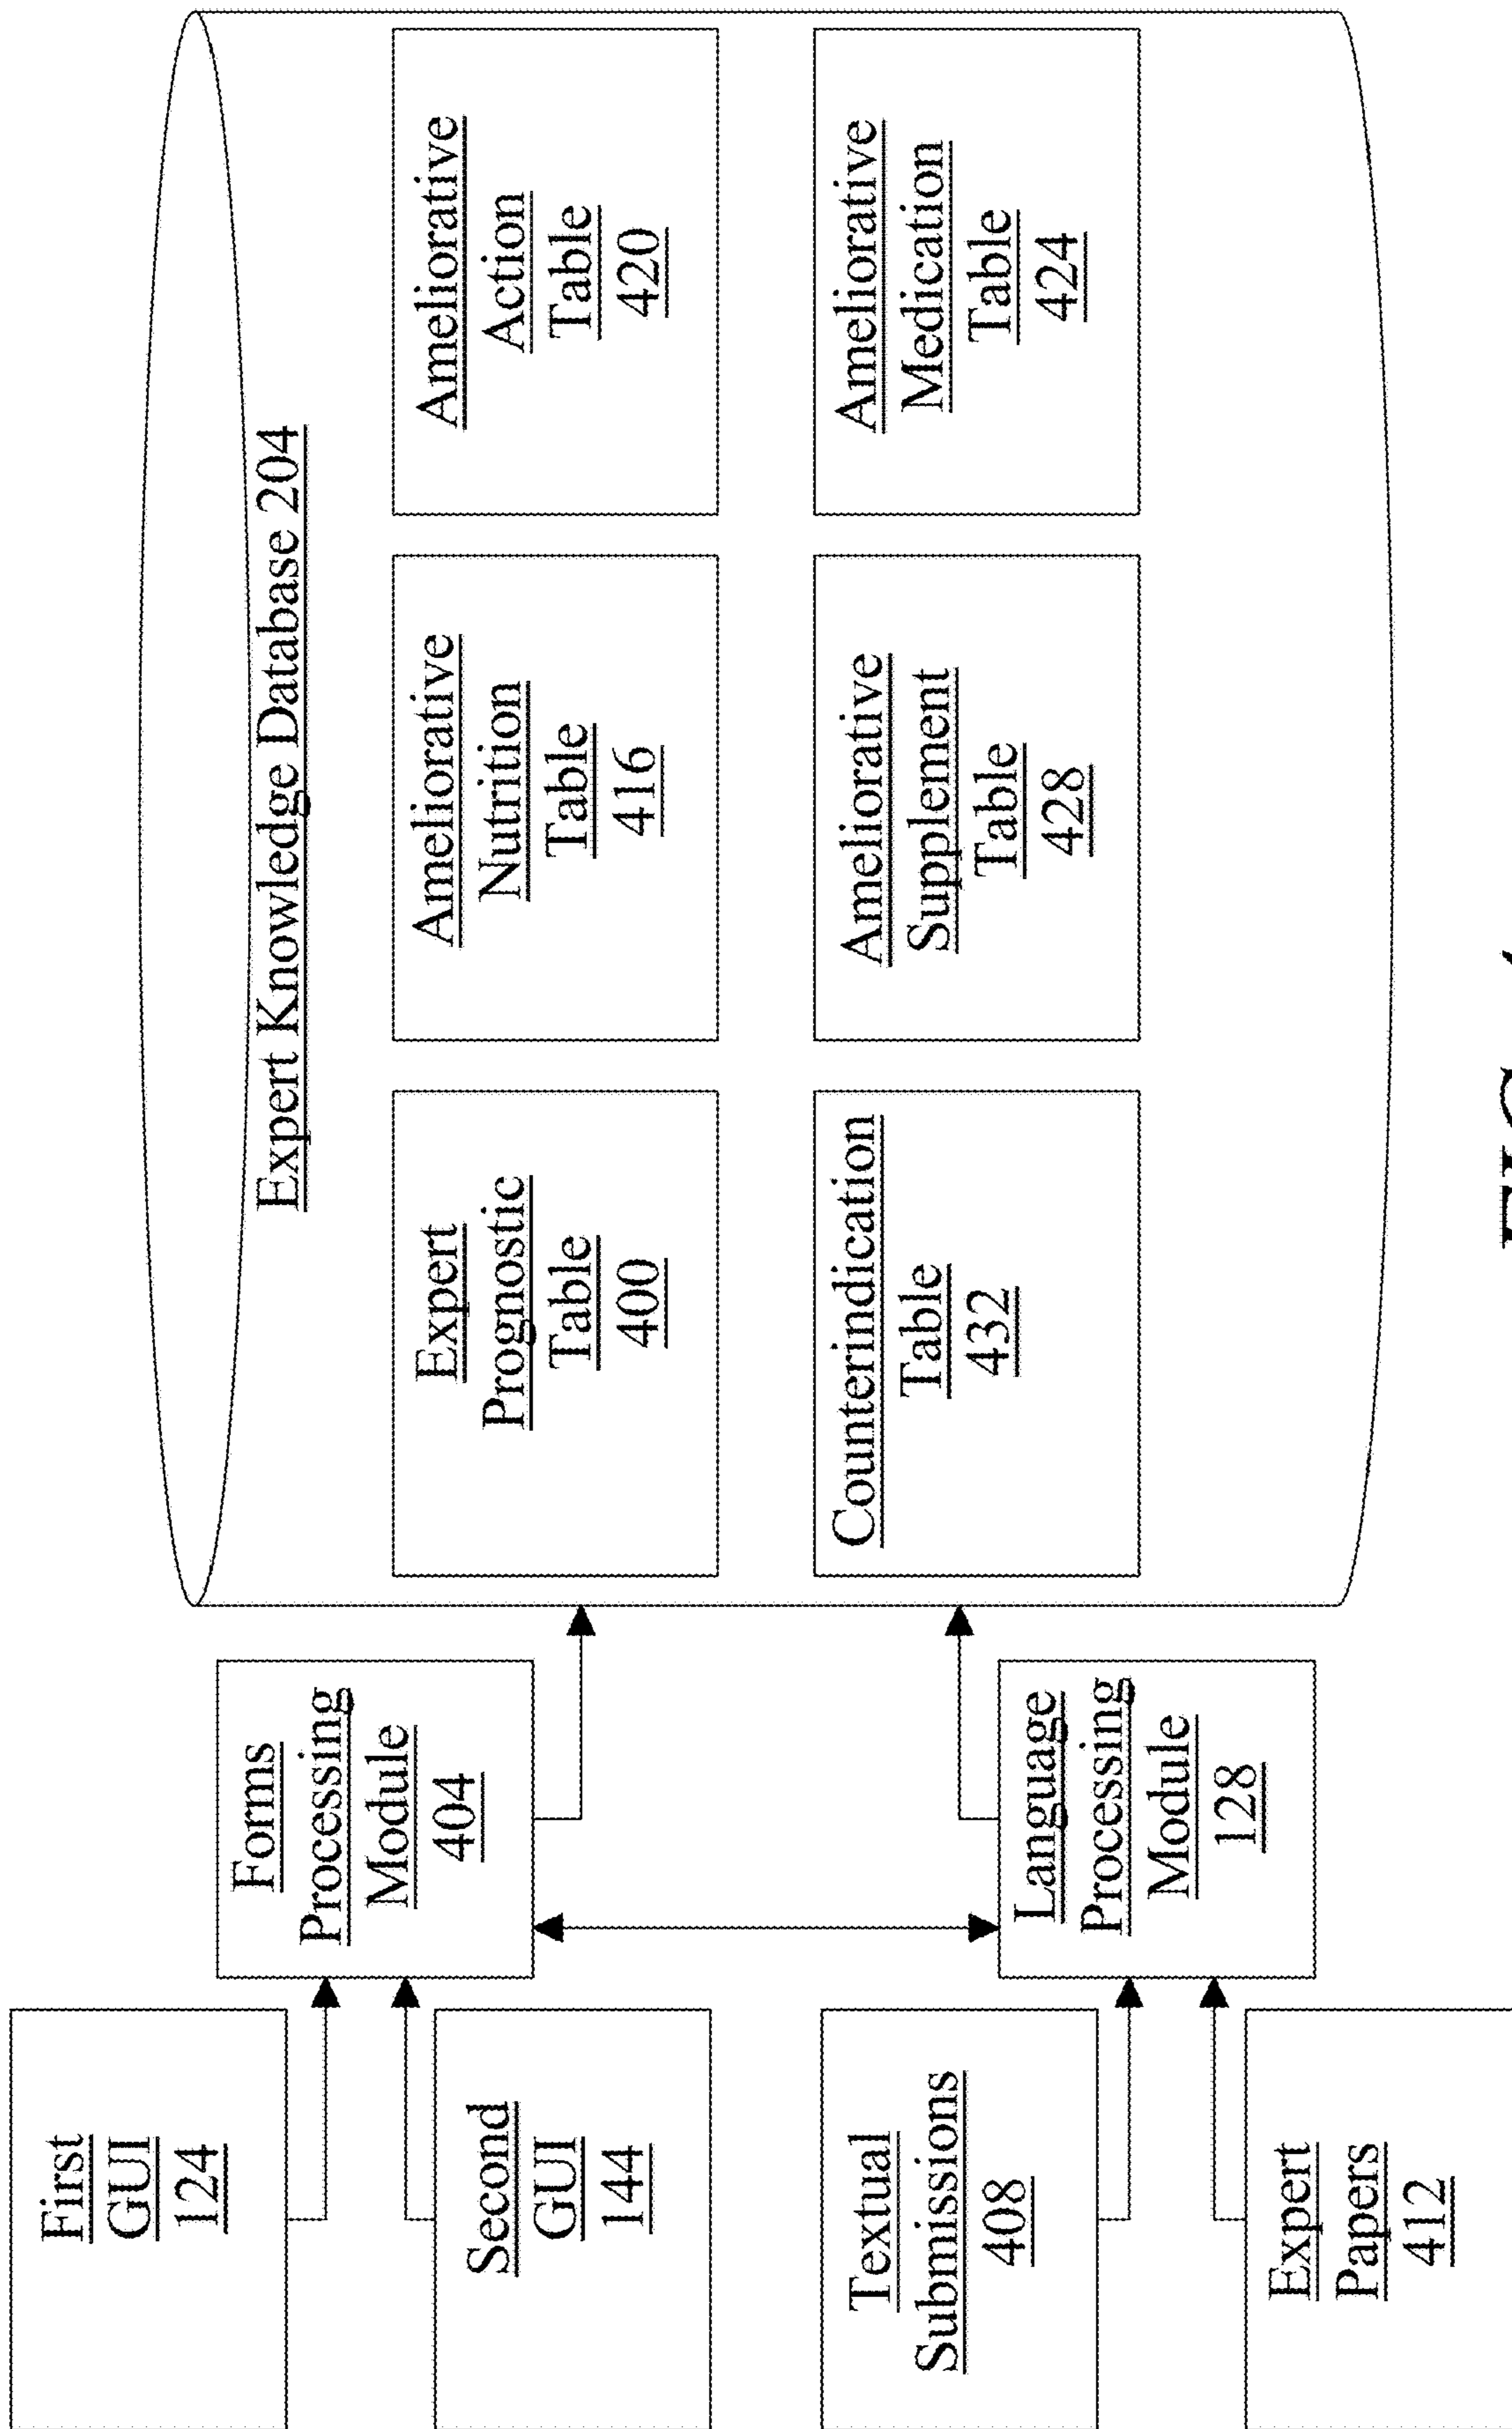 First
GUI
124
Second
GUI
144
Textual
Submissions
408
Expert
Papers
412
Forms
Processing
Module
404
Language
Processing
Module
128
Expert Knowledge Database 204
Expert
Prognostic
Table
400
Ameliorative
Nutrition
Table
416
Ameliorative
Action
Table
420
Counterindication
Table
432
Ameliorative
Supplement
Table
428
Ameliorative
Medication
Table
424